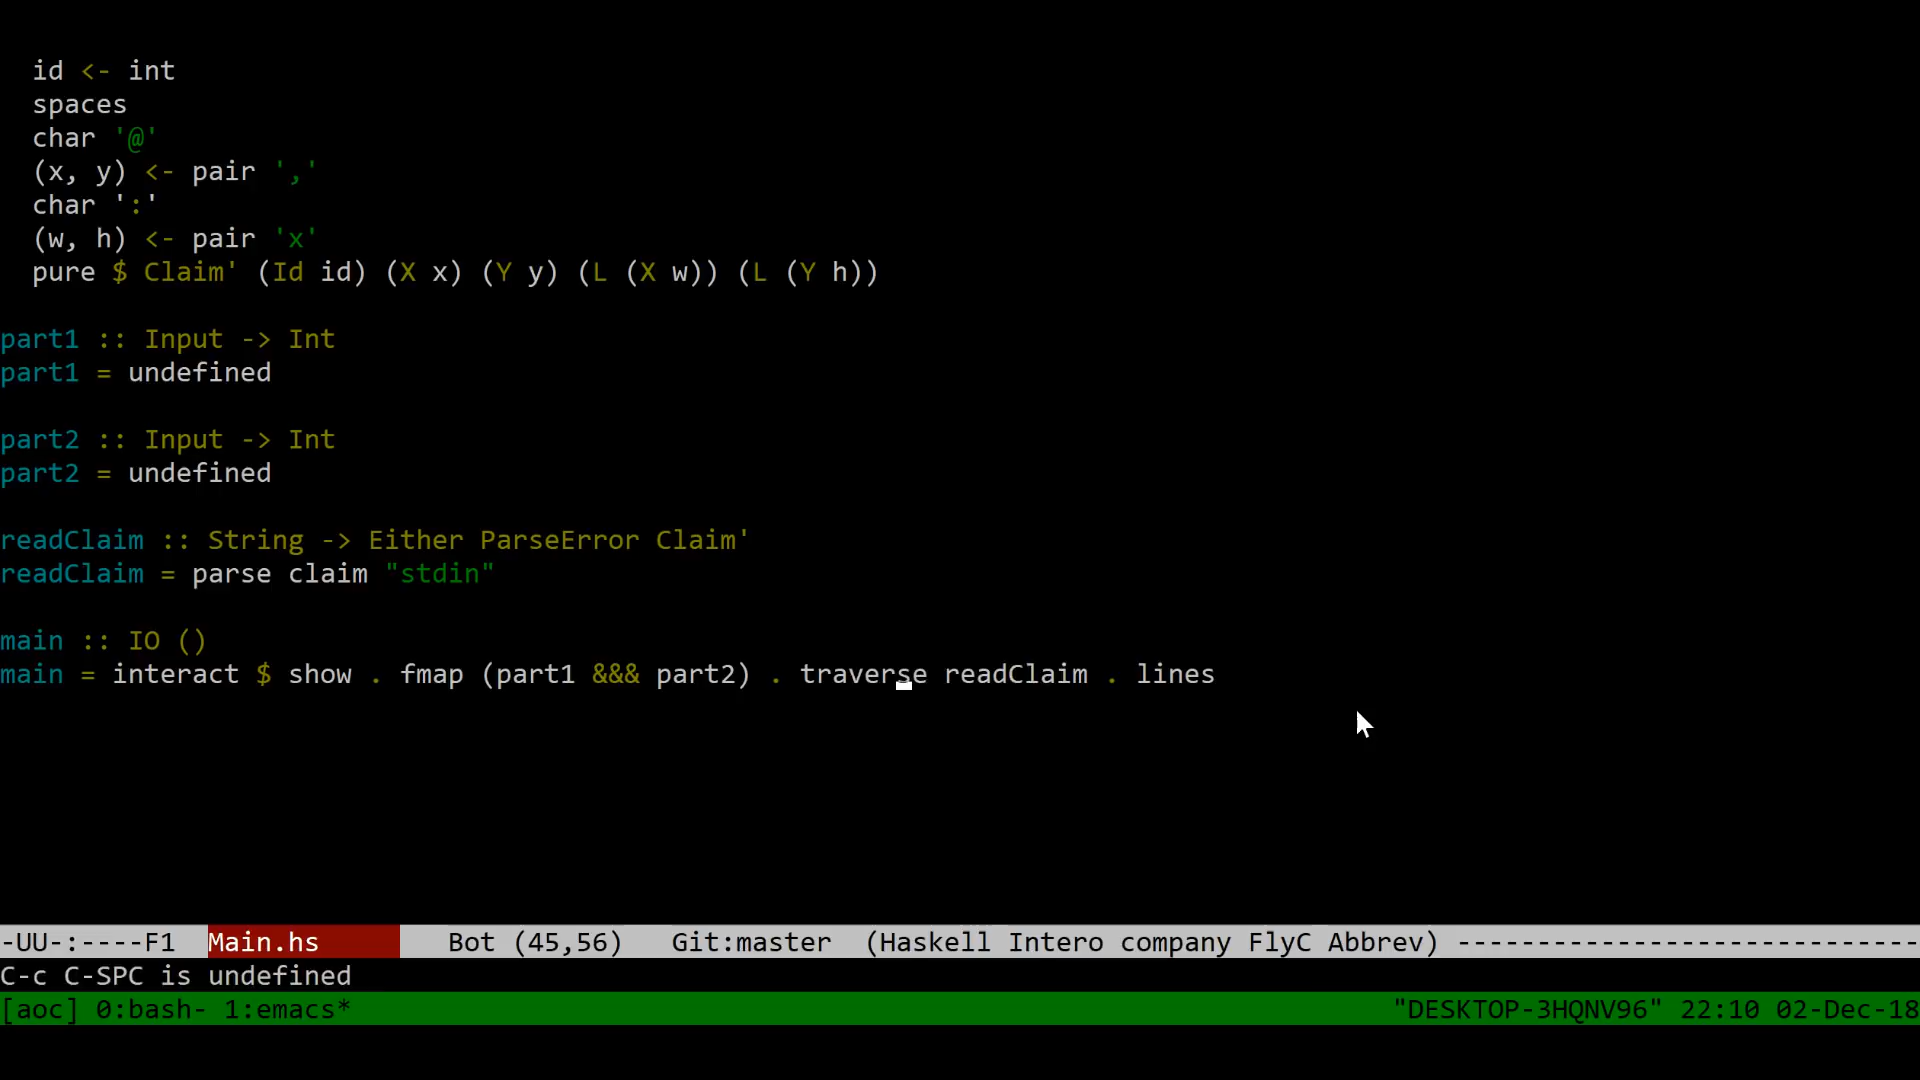 id <- int
  spaces
  char '@'
  (x, y) <- pair ','
  char ':'
  (w, h) <- pair 'x'
  pure $ Claim' (Id id) (X x) (Y y) (L (X w)) (L (Y h))
part1 :: Input -> Int
part1 = undefined
part2 :: Input -> Int
part2 = undefined
readClaim :: String -> Either ParseError Claim'
readClaim = parse claim "stdin"
main :: IO ()
main = interact $ show . fmap (part1 &&& part2) . traverse readClaim . lines
-UU-:----F1  Main.hs        Bot (45,56)   Git:master  (Haskell Intero company FlyC Abbrev) -----------------------------
C-c C-SPC is undefined
[aoc] 0:bash- 1:emacs* "DESKTOP-3HQNV96" 22:10 02-Dec-18